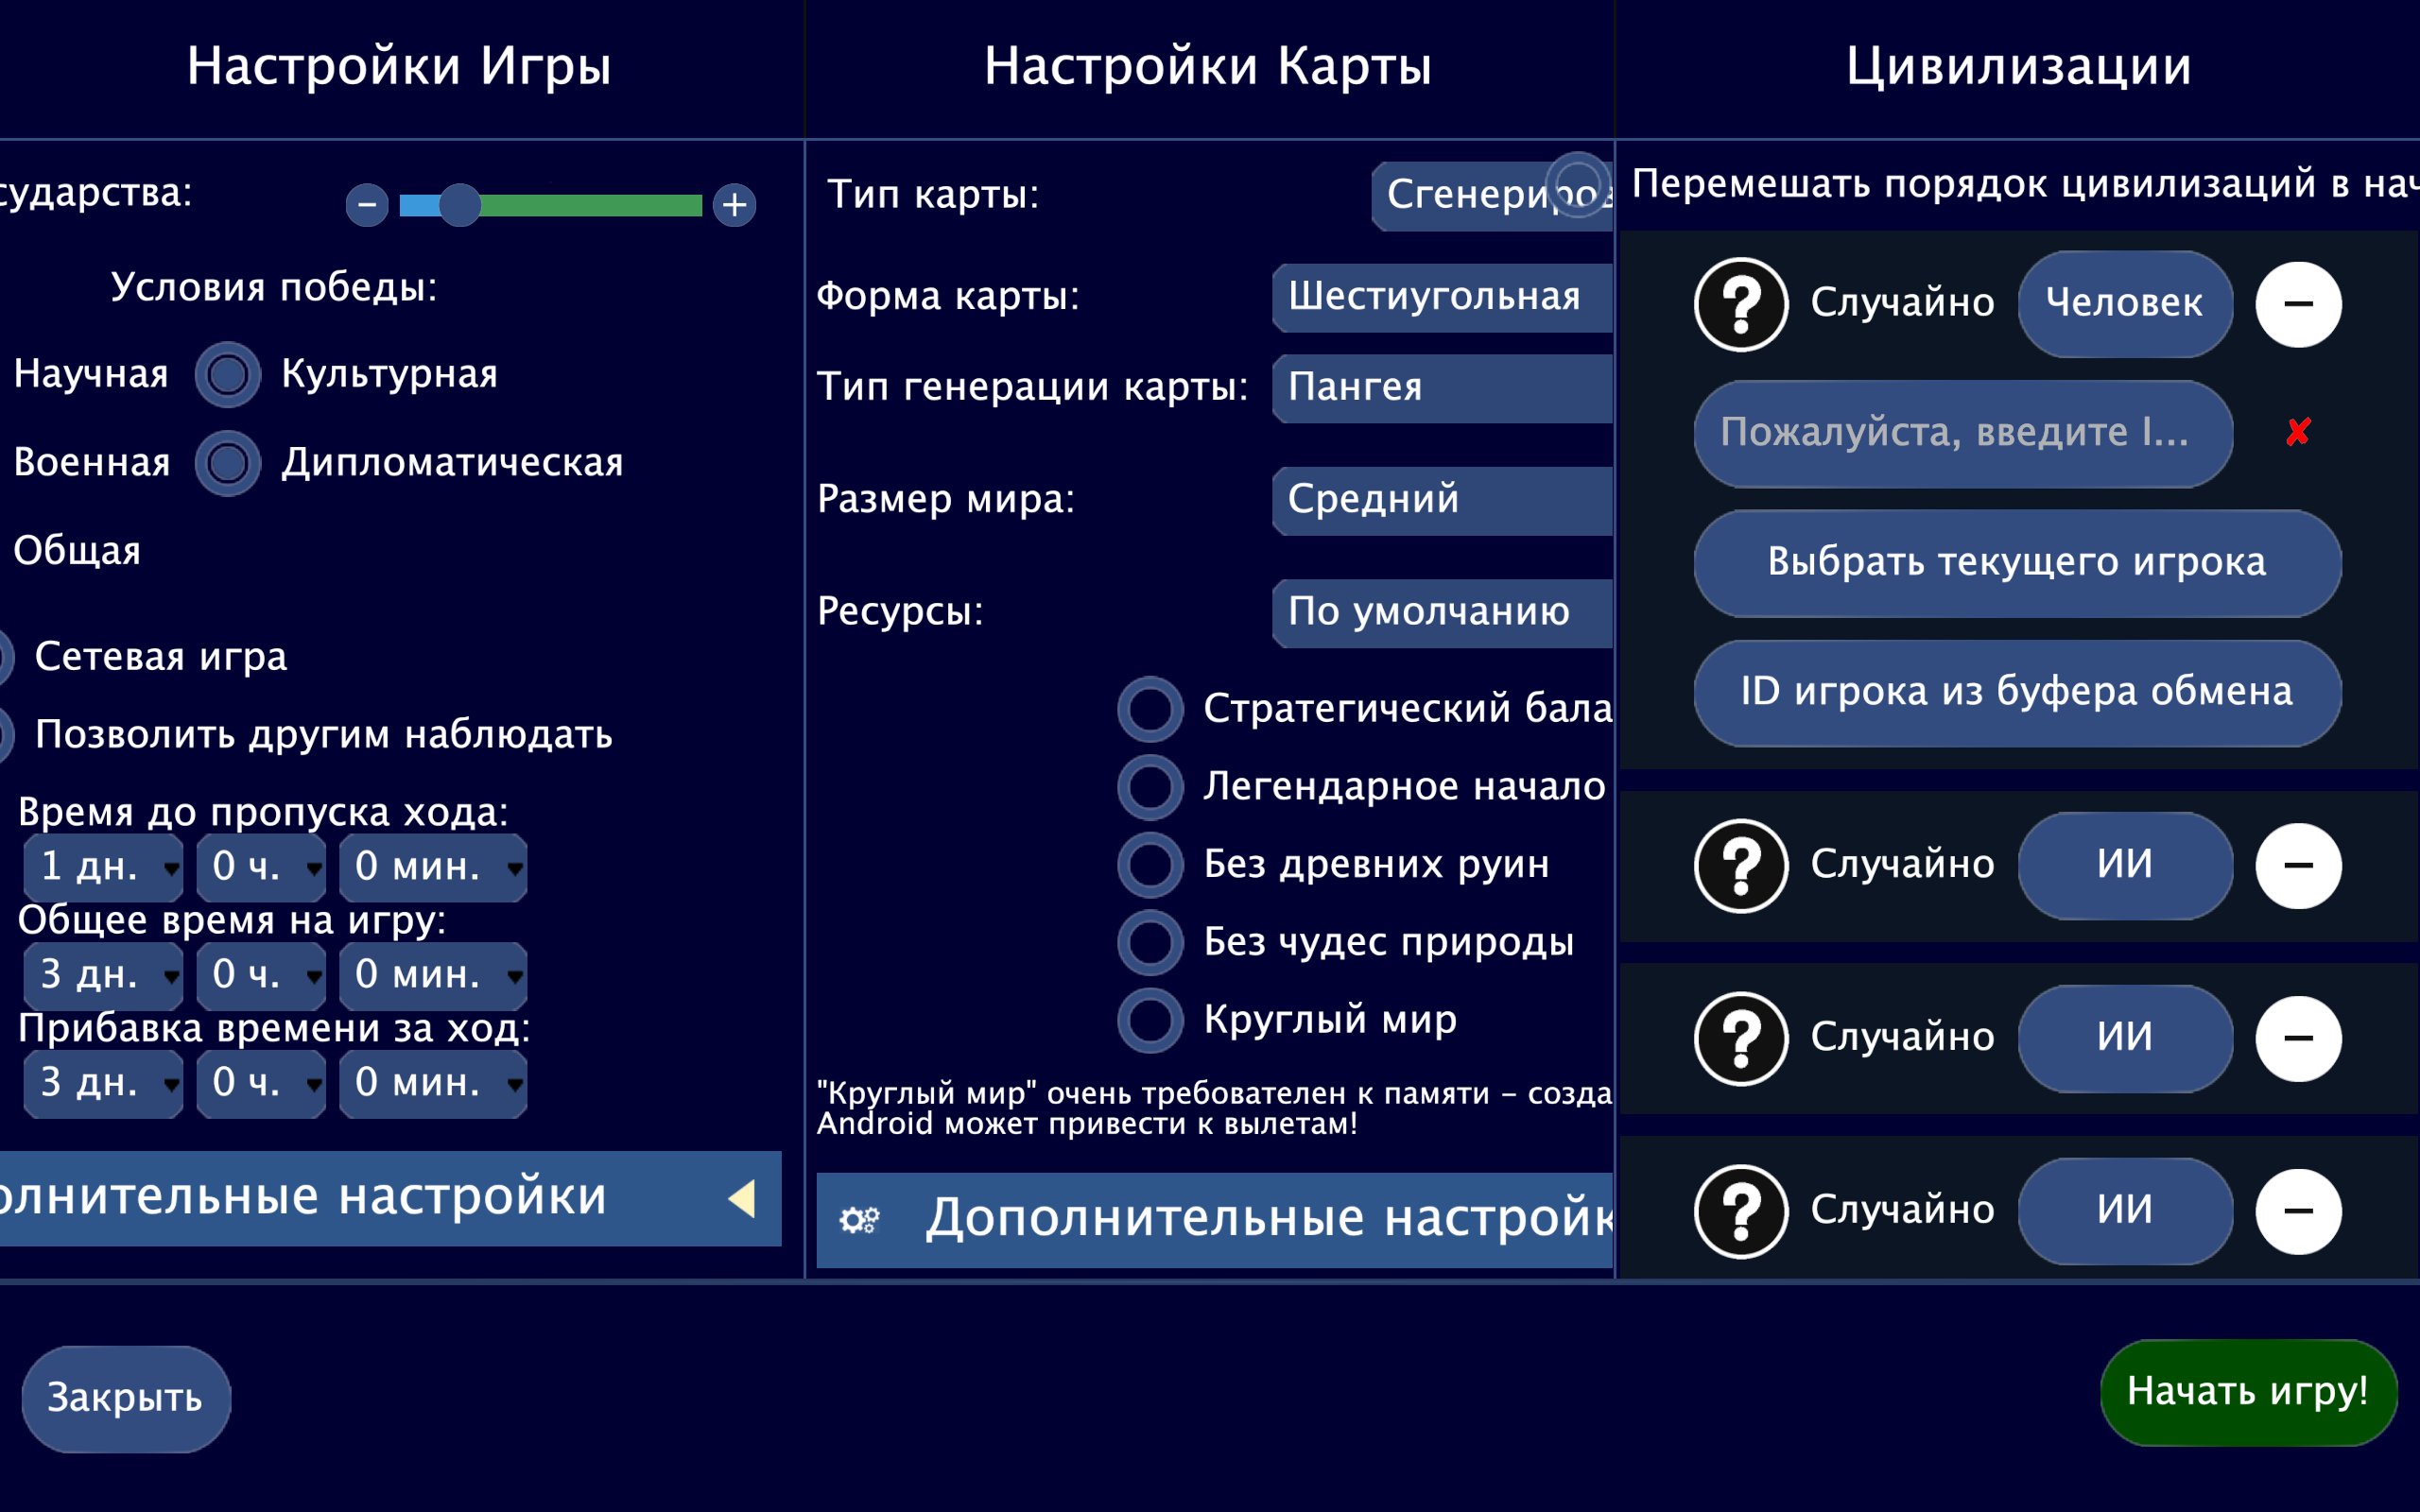 Настройки Игры
Настройки Карты
Цивилизации
сударства:
Условия победы:
Научная Культурная
Военная Дипломатическая
Общая
Сетевая игра
Позволить другим наблюдать
Время до пропуска хода:
1 дн. 0 ч. 0 мин.
Общее время на игру:
3 дн. 0 ч. 0 мин.
Прибавка времени за ход:
3 дн. 0 ч. 0 мин.
олнительные настройки
Тип карты: Сгенериров
Форма карты: Шестиугольная
Тип генерации карты: Пангея
Размер мира: Средний
Ресурсы: По умолчанию
Стратегический бала
Легендарное начало
Без древних руин
Без чудес природы
Круглый мир
"Круглый мир" очень требователен к памяти - созда
Android может привести к вылетам!
Дополнительные настройк
Перемешать порядок цивилизаций в нач
? Случайно Человек −
Пожалуйста, введите I... ✘
Выбрать текущего игрока
ID игрока из буфера обмена
? Случайно ИИ −
? Случайно ИИ −
? Случайно ИИ −
Закрыть
Начать игру!